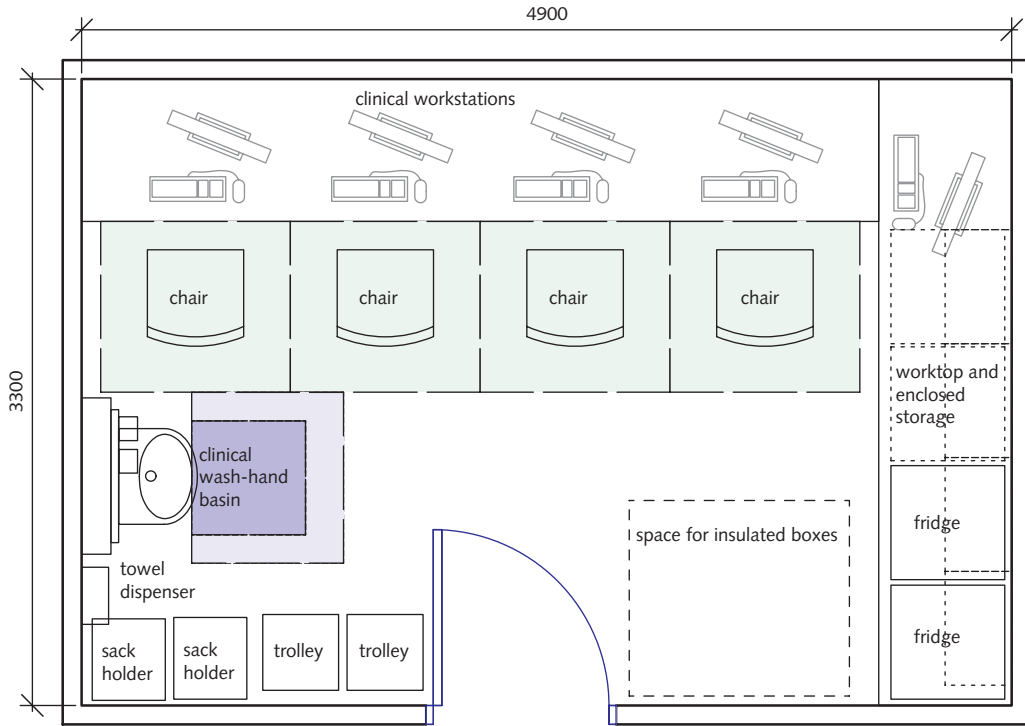 4900
clinical workstations
3300
chair
chair
chair
chair
worktop and
enclosed
storage
clinical
wash-hand
basin
fridge
space for insulated boxes
towel
dispenser
fridge
sack
holder
sack
holder
trolley
trolley